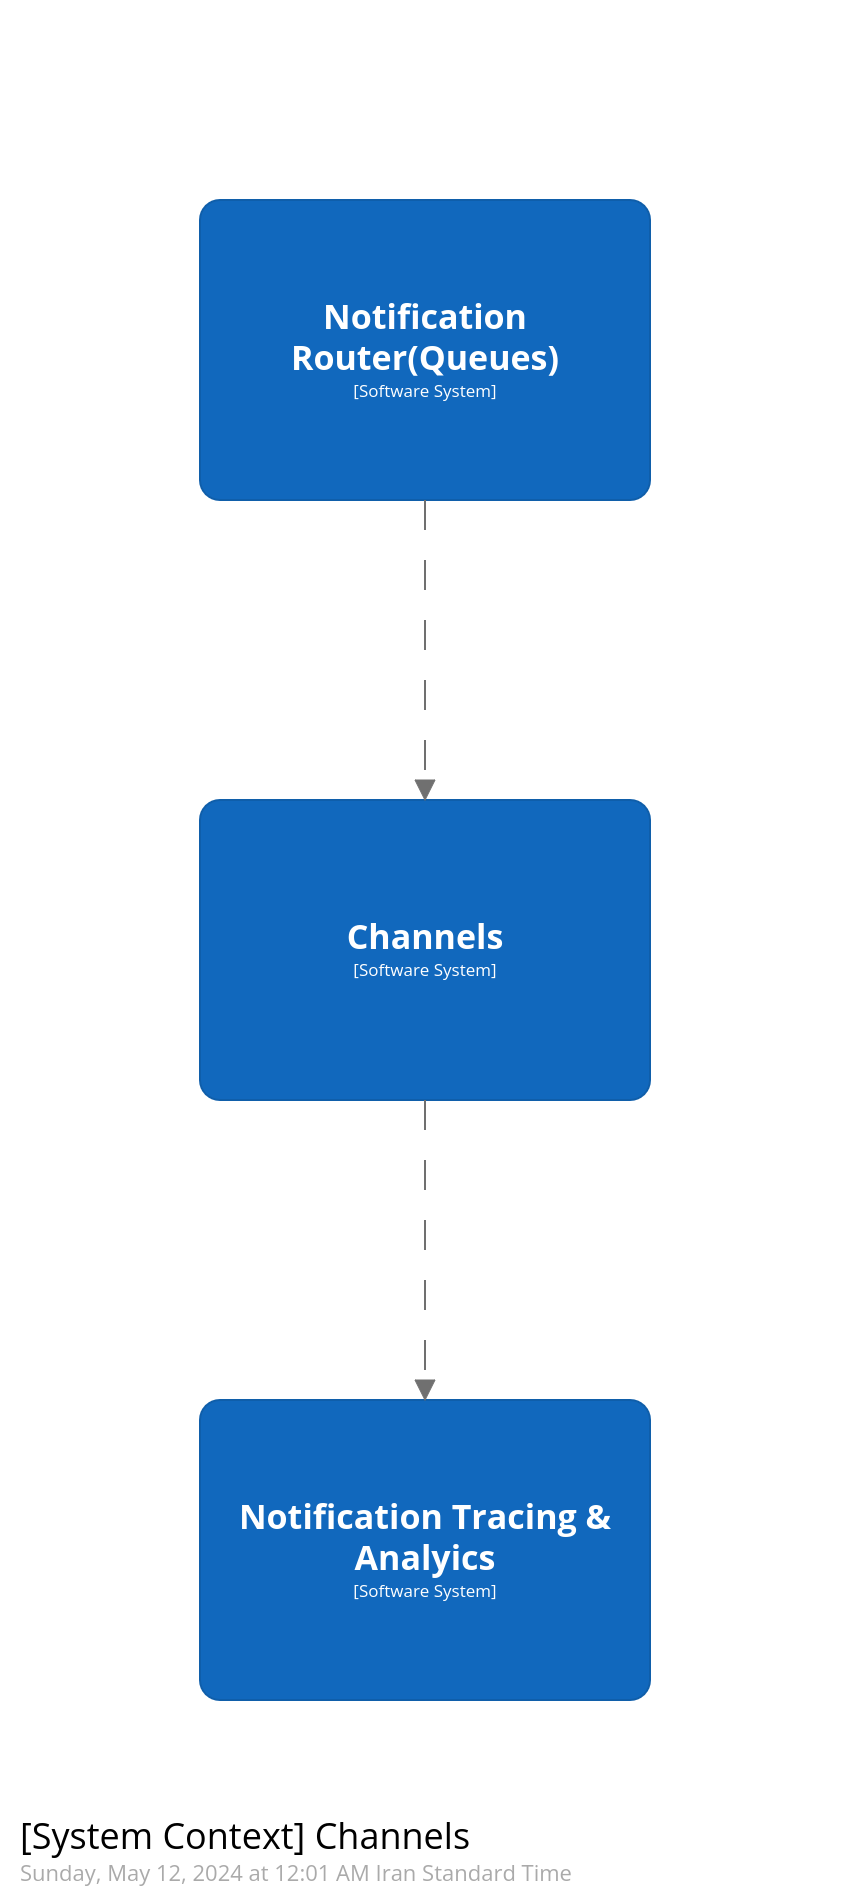 Notification
Router(Queues)
[Software System]
Channels
[Software System]
Notification Tracing &
Analyics
[Software System]
[System Context] Channels
Sunday, May 12, 2024 at 12:01 AM Iran Standard Time